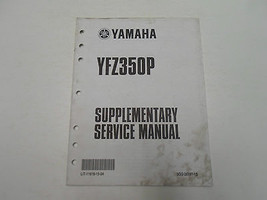 YAMAHA
YFZ350P
SUPPLEMENTARY
SERVICE MANUAL